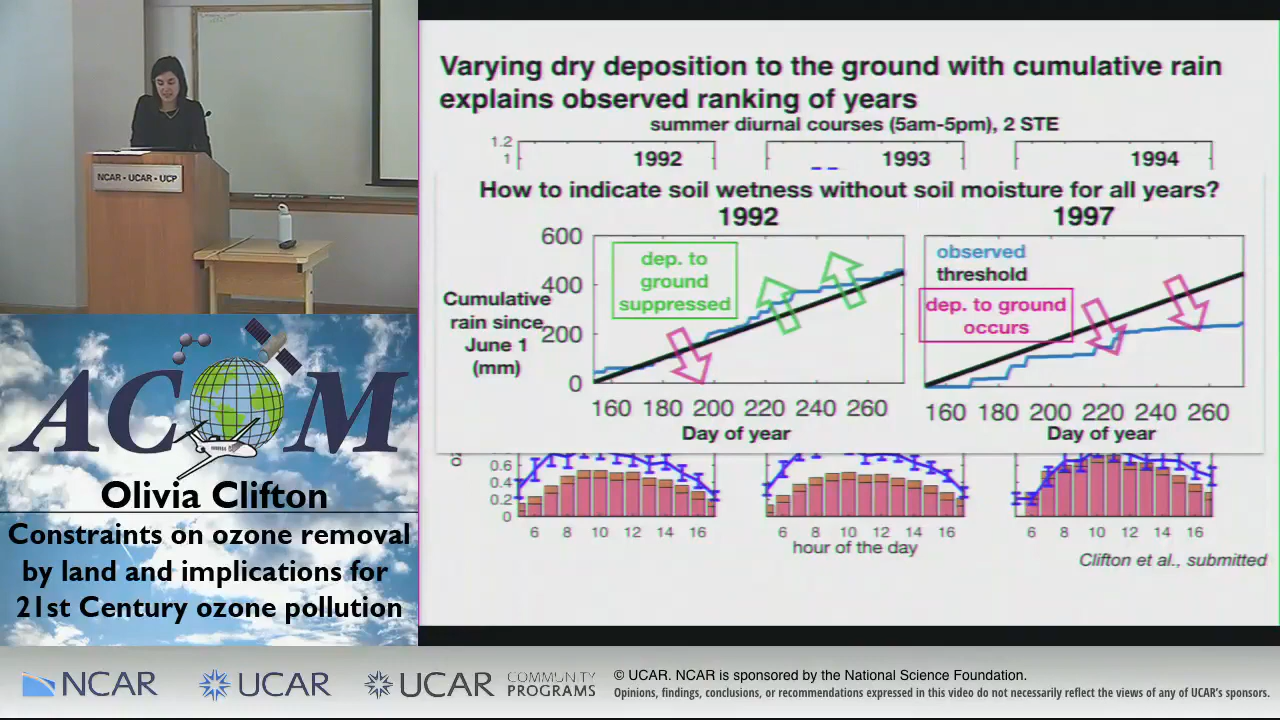 NCAR - UCAR - UCP
ACOM
Olivia Clifton
Constraints on ozone removal
by land and implications for
21st Century ozone pollution
Varying dry deposition to the ground with cumulative rain
explains observed ranking of years
summer diurnal courses (5am-5pm), 2 STE
1.2
1
1992
1993
1994
How to indicate soil wetness without soil moisture for all years?
1992
1997
600
400
200
0
Cumulative
rain since
June 1
(mm)
dep. to
ground
suppressed
observed
threshold
dep. to ground
occurs
160 180 200 220 240 260
160 180 200 220 240 260
Day of year
Day of year
0.6
0.4
0.2
0
6 8 10 12 14 16
6 8 10 12 14 16
6 8 10 12 14 16
hour of the day
Clifton et al., submitted
NCAR
UCAR
UCAR
COMMUNITY
PROGRAMS
© UCAR. NCAR is sponsored by the National Science Foundation.
Opinions, findings, conclusions, or recommendations expressed in this video do not necessarily reflect the views of any of UCAR's sponsors.